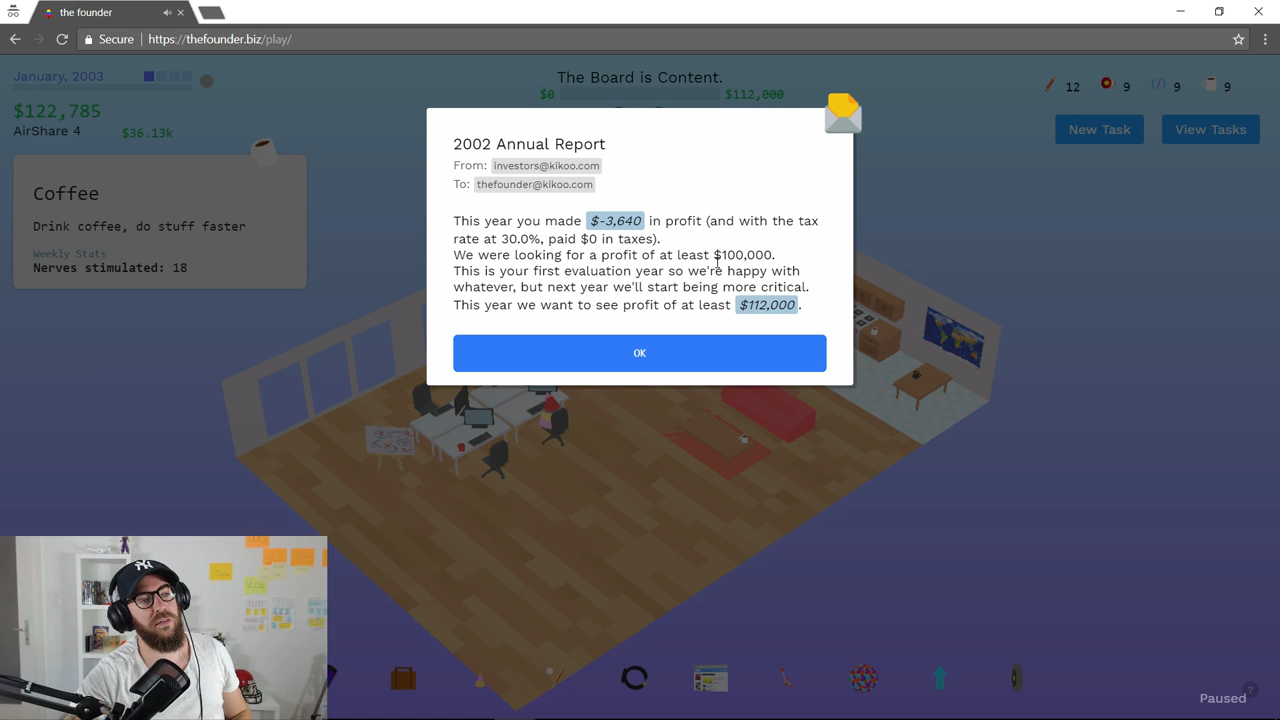 the founder
Secure
https://thefounder.biz/play/
January, 2003
The Board is Content.
$0
$112,000
12
9
9
9
$122,785
AirShare 4
$36.13k
New Task
View Tasks
Coffee
Drink coffee, do stuff faster
Weekly Stats
Nerves stimulated: 18
2002 Annual Report
From: investors@kikoo.com
To: thefounder@kikoo.com
This year you made $-3,640 in profit (and with the tax
rate at 30.0%, paid $0 in taxes).
We were looking for a profit of at least $100,000.
This is your first evaluation year so we're happy with
whatever, but next year we'll start being more critical.
This year we want to see profit of at least $112,000.
OK
Paused
?